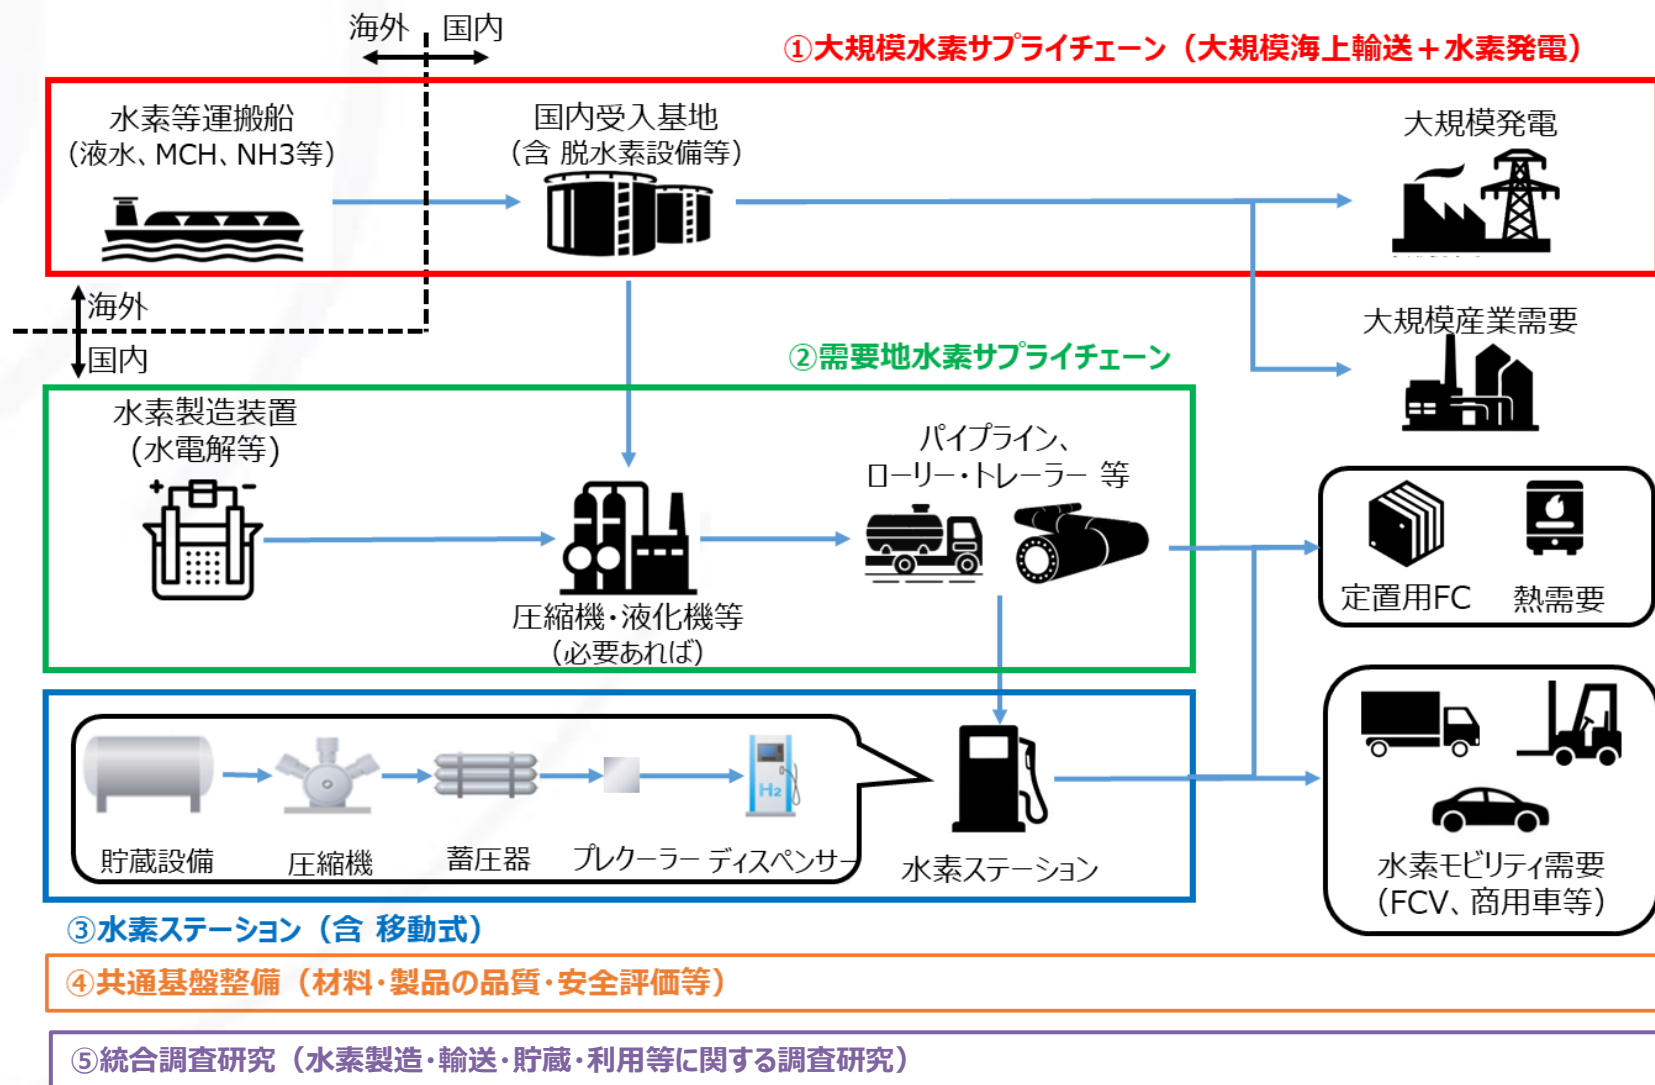 海外 国内
①大規模水素サプライチェーン（大規模海上輸送＋水素発電）
水素等運搬船
（液水、MCH、NH3等）
国内受入基地
（含 脱水素設備等）
大規模発電
海外
国内
大規模産業需要
②需要地水素サプライチェーン
水素製造装置
(水電解等)
パイプライン、
ローリー・トレーラー 等
圧縮機・液化機等
（必要あれば）
定置用FC
熱需要
H2
貯蔵設備
圧縮機
蓄圧器
プレクーラー
ディスペンサー
水素ステーション
水素モビリティ需要
（FCV、商用車等）
③水素ステーション（含 移動式）
④共通基盤整備（材料・製品の品質・安全評価等）
⑤統合調査研究（水素製造・輸送・貯蔵・利用等に関する調査研究）